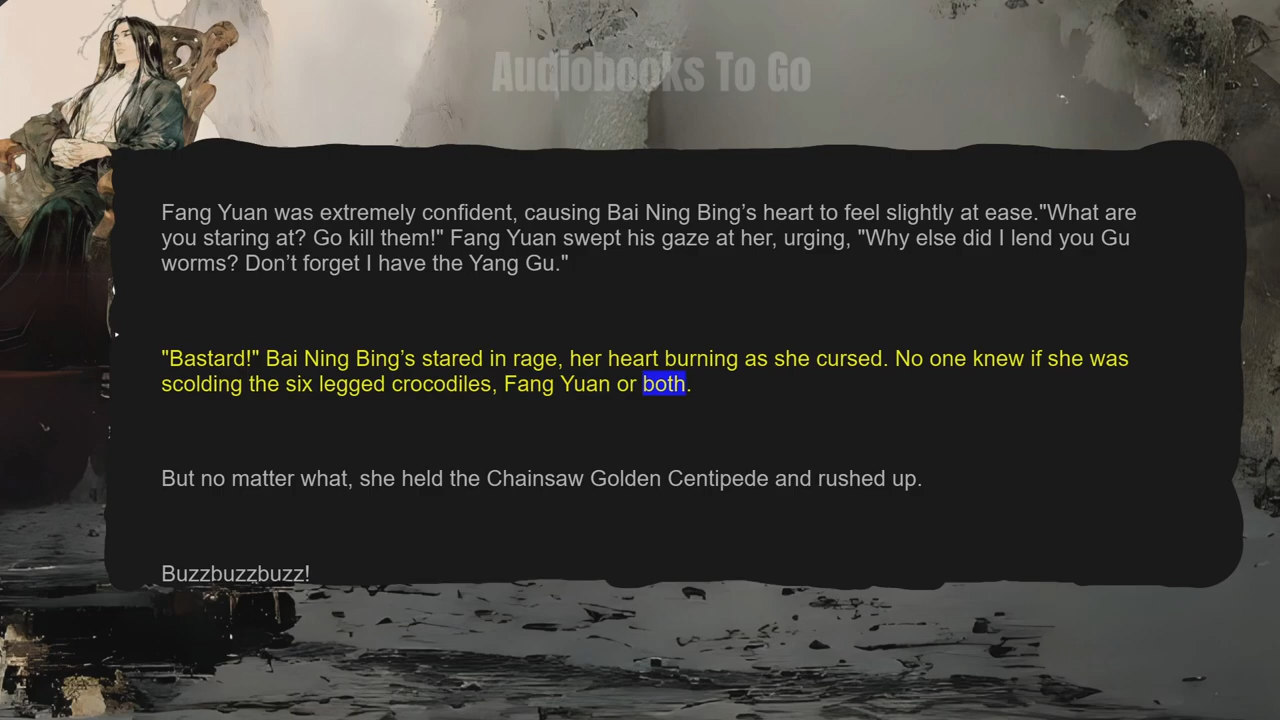 Audiobooks To Go
Fang Yuan was extremely confident, causing Bai Ning Bing’s heart to feel slightly at ease."What are
you staring at? Go kill them!" Fang Yuan swept his gaze at her, urging, "Why else did I lend you Gu
worms? Don’t forget I have the Yang Gu."
"Bastard!" Bai Ning Bing’s stared in rage, her heart burning as she cursed. No one knew if she was
scolding the six legged crocodiles, Fang Yuan or both.
But no matter what, she held the Chainsaw Golden Centipede and rushed up.
Buzzbuzzbuzz!